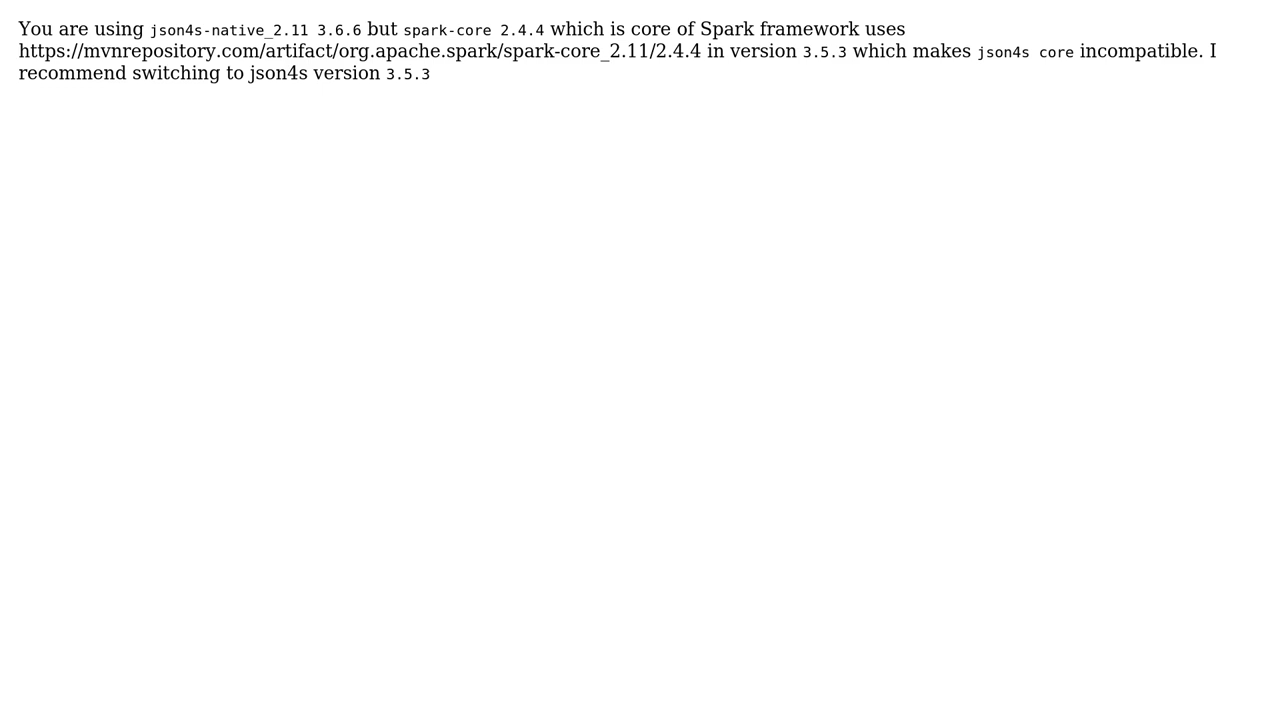 You are using json4s-native_2.11 3.6.6 but spark-core 2.4.4 which is core of Spark framework uses
https://mvnrepository.com/artifact/org.apache.spark/spark-core_2.11/2.4.4 in version 3.5.3 which makes json4s core incompatible. I
recommend switching to json4s version 3.5.3